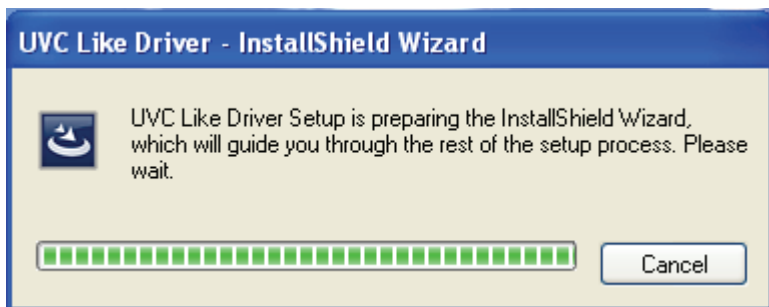 UVC Like Driver - InstallShield Wizard
UVC Like Driver Setup is preparing the InstallShield Wizard,
which will guide you through the rest of the setup process. Please
wait.
Cancel